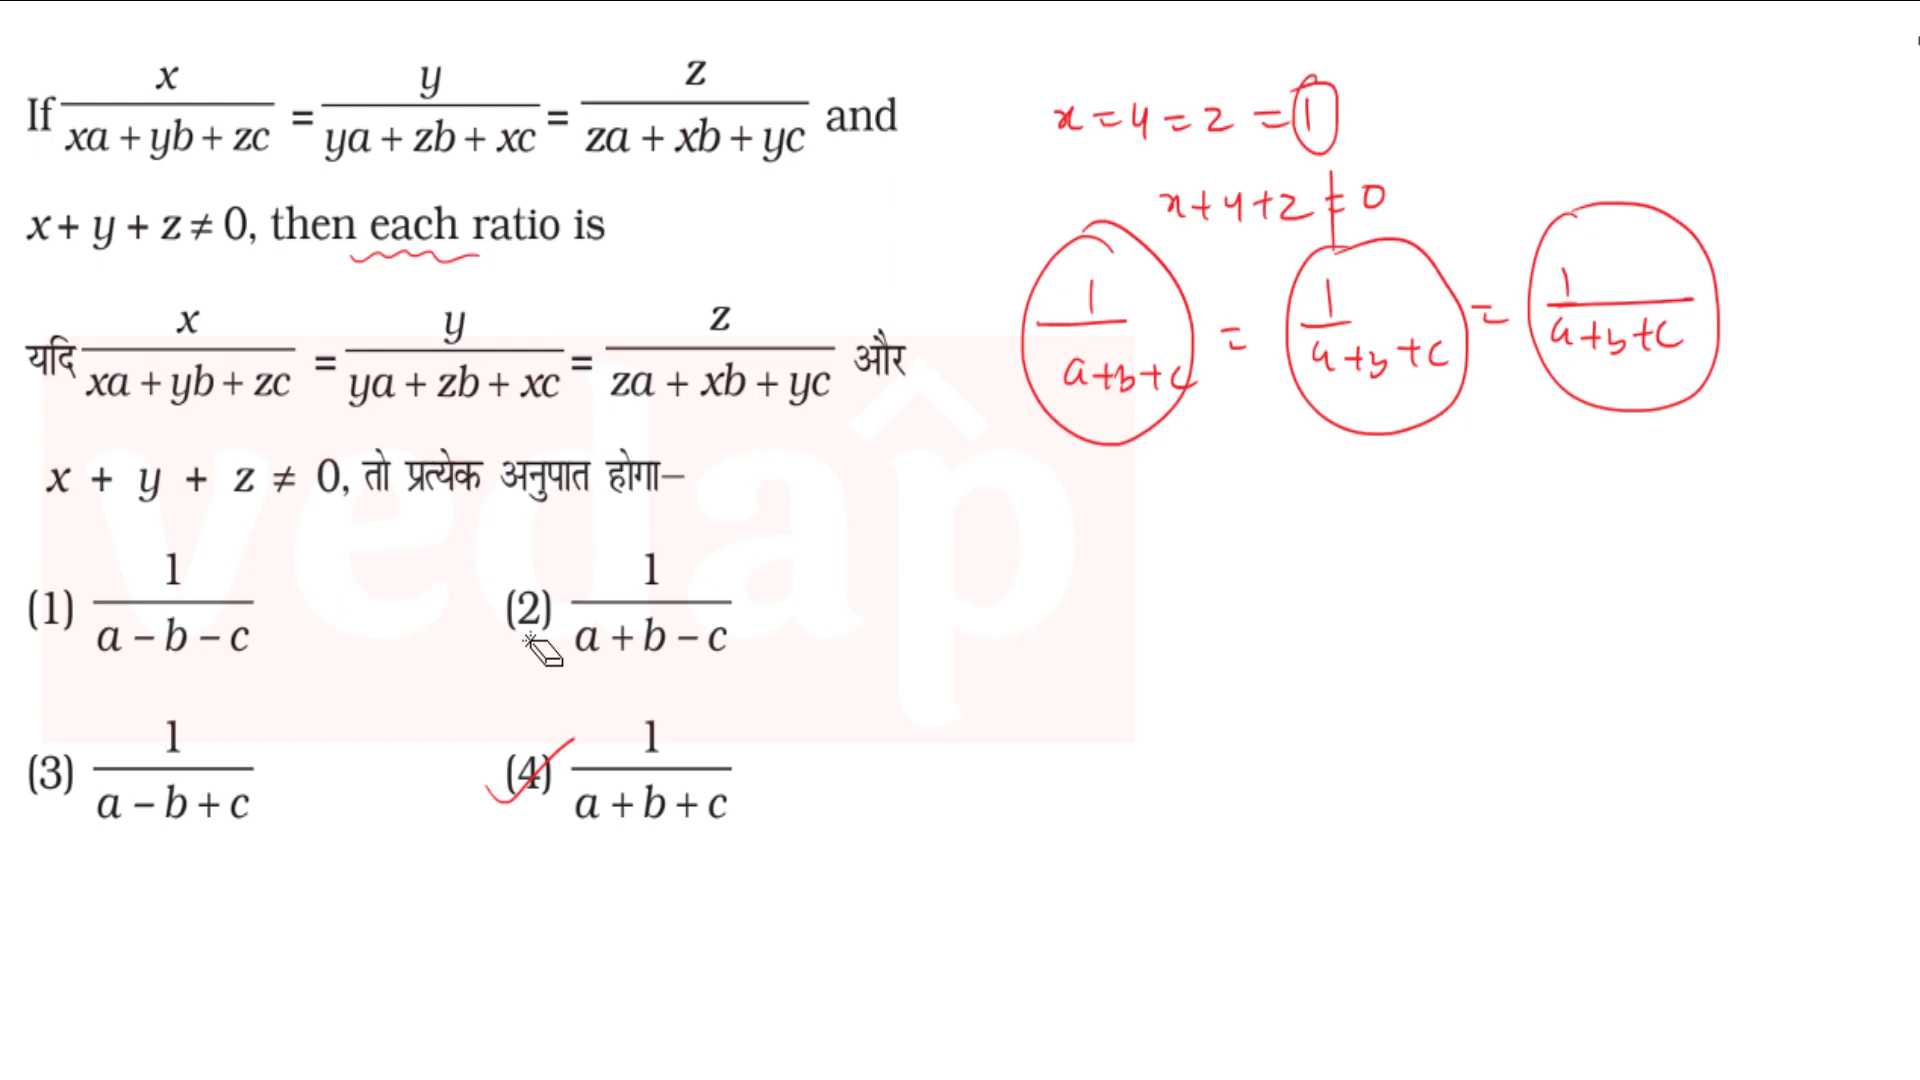 If x/(xa + yb + zc) = y/(ya + zb + xc) = z/(za + xb + yc) and
x + y + z ≠ 0, then each ratio is
यदि x/(xa + yb + zc) = y/(ya + zb + xc) = z/(za + xb + yc) और
x + y + z ≠ 0, तो प्रत्येक अनुपात होगा–
(1) 1/(a – b – c) (2) 1/(a + b – c)
(3) 1/(a – b + c) (4) 1/(a + b + c)
x = y = z = 1
x + y + z ≠ 0
1/(a+b+c) = 1/(a+b+c) = 1/(a+b+c)
vedap